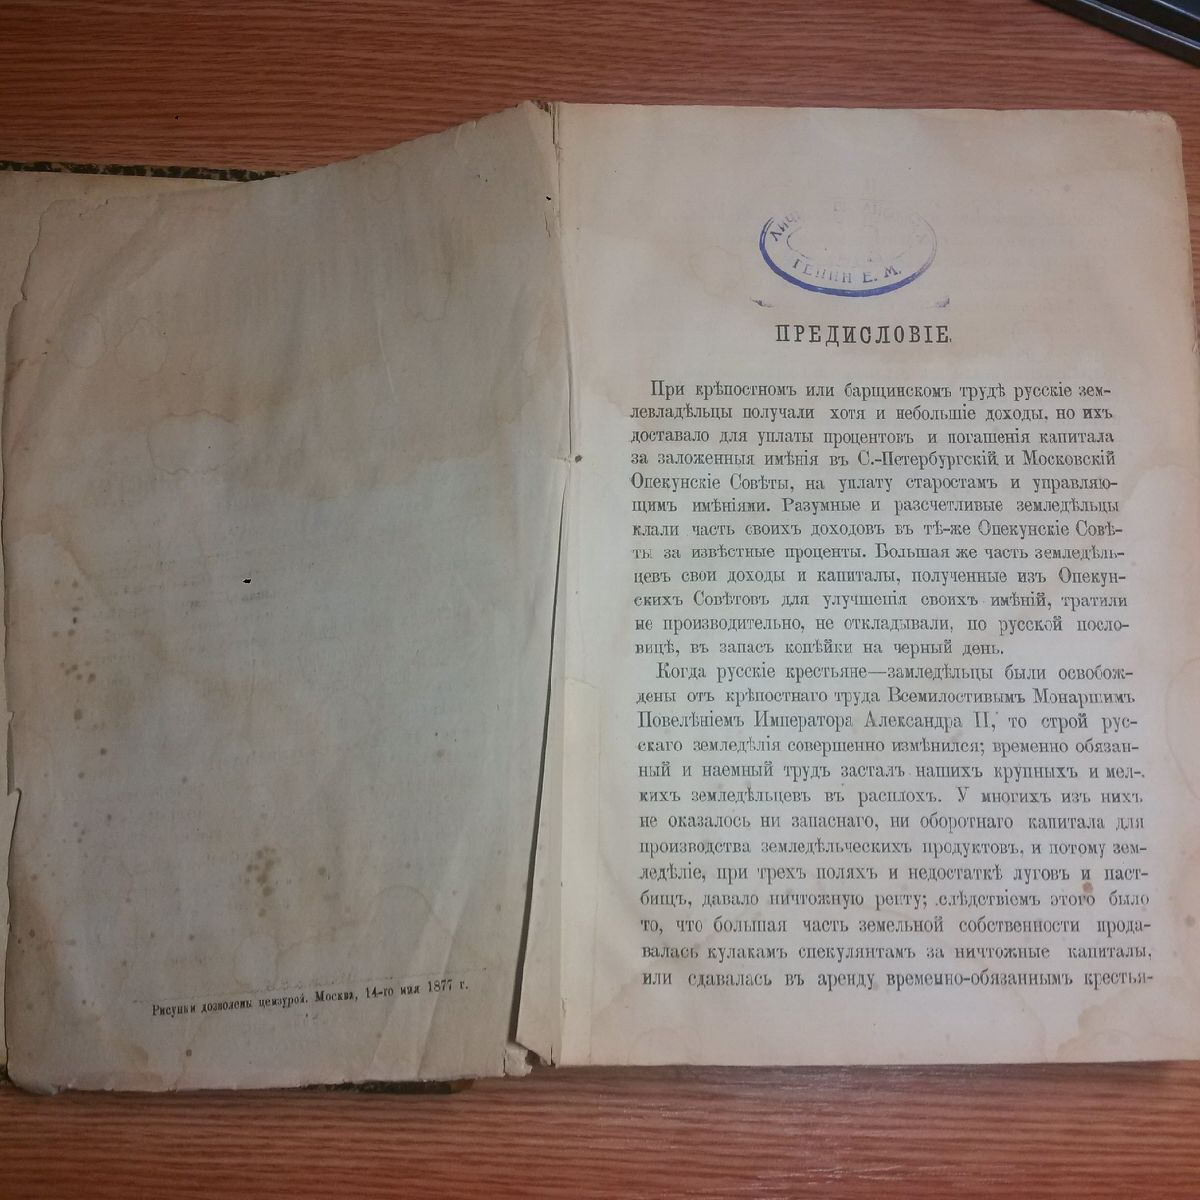 Рисунки дозволены цензурой. Москва, 14-го мая 1877 г.
ГЕНИН Е. М.
ПРЕДИСЛОВІЕ.
При крѣпостномъ или барщинскомъ трудѣ русскіе зем-
левладѣльцы получали хотя и небольшіе доходы, но ихъ
доставало для уплаты процентовъ и погашенія капитала
за заложенныя имѣнія въ С.-Петербургскій и Московскій
Опекунскіе Совѣты, на уплату старостамъ и управляю-
щимъ имѣніями. Разумные и разсчетливые земледѣльцы
клали часть своихъ доходовъ въ тѣ-же Опекунскіе Совѣ-
ты за извѣстные проценты. Большая же часть земледѣль-
цевъ свои доходы и капиталы, полученные изъ Опекун-
скихъ Совѣтовъ для улучшенія своихъ имѣній, тратили
не производительно, не откладывали, по русской посло-
вицѣ, въ запасъ копѣйки на черный день.
Когда русскіе крестьяне—замледѣльцы были освобож-
дены отъ крѣпостнаго труда Всемилостивымъ Монаршимъ
Повелѣніемъ Императора Александра II, то строй рус-
скаго земледѣлія совершенно измѣнился; временно обязан-
ный и наемный трудъ засталъ нашихъ крупныхъ и мел-
кихъ земледѣльцевъ въ расплохъ. У многихъ изъ нихъ
не оказалось ни запаснаго, ни оборотнаго капитала для
производства земледѣльческихъ продуктовъ, и потому зем-
ледѣліе, при трехъ поляхъ и недостаткѣ луговъ и паст-
бищъ, давало ничтожную ренту; слѣдствіемъ этого было
то, что большая часть земельной собственности прода-
валась кулакамъ спекулянтамъ за ничтожные капиталы,
или сдавалась въ аренду временно-обязаннымъ крестья-